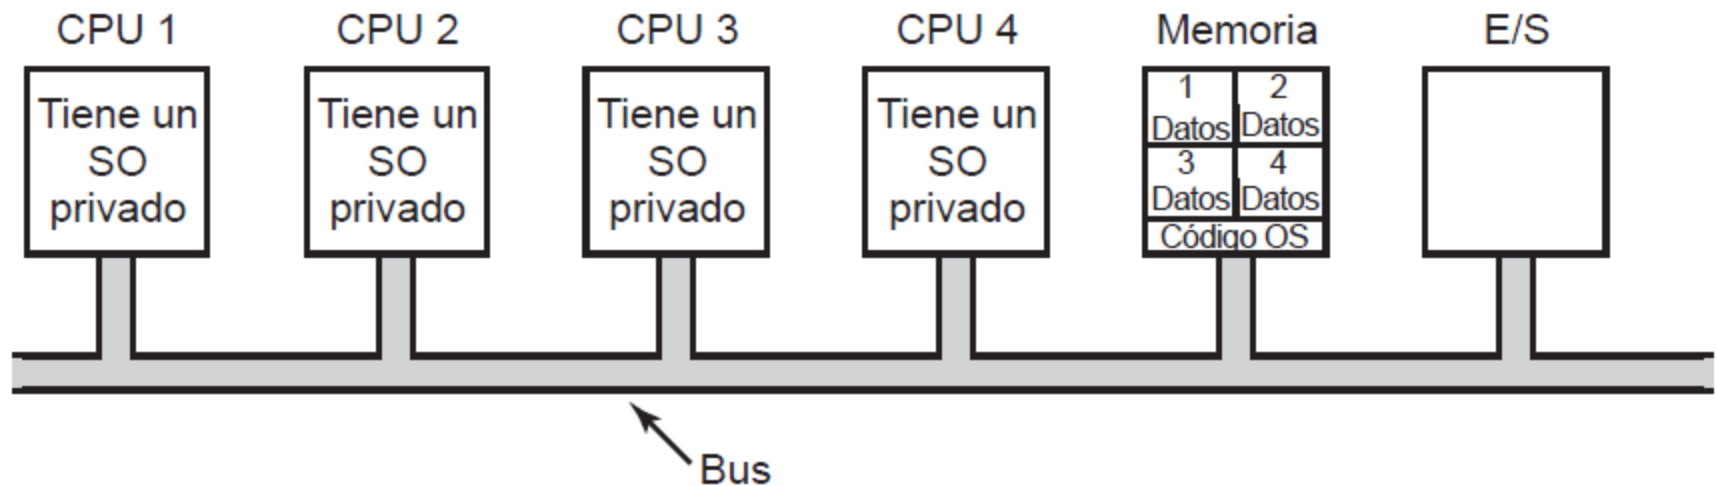 CPU 1
CPU 2
CPU 3
CPU 4
Memoria
E/S
Tiene un
SO
privado
Tiene un
SO
privado
Tiene un
SO
privado
Tiene un
SO
privado
1
Datos
2
Datos
3
Datos
4
Datos
Código OS
Bus